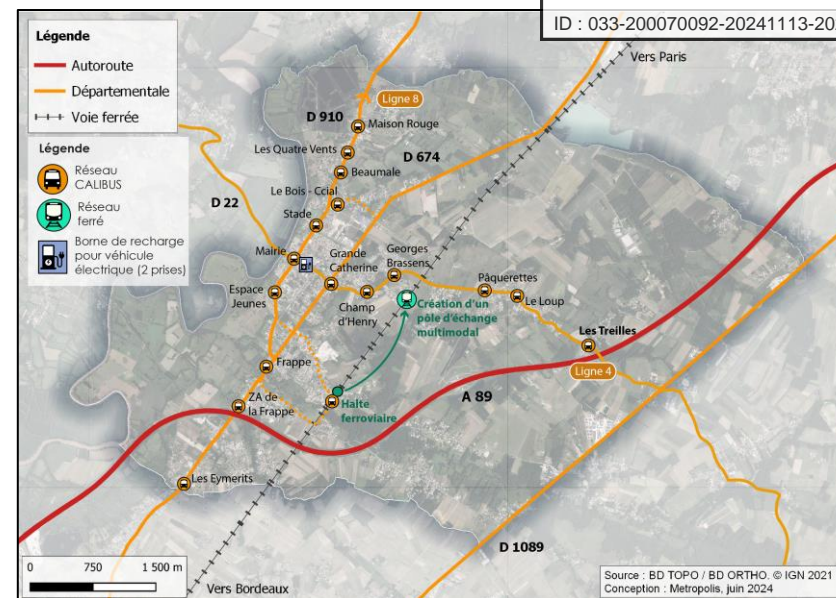 ID : 033-200070092-20241113-20
Légende
Autoroute
Départementale
Voie ferrée
Légende
Réseau
CALIBUS
Réseau
ferré
Borne de recharge
pour véhicule
électrique (2 prises)
Vers Paris
Ligne 8
D 910
Maison Rouge
Les Quatre Vents
D 674
Beaumale
Le Bois - Ccial
D 22
Stade
Mairie
Grande
Catherine
Georges
Brassens
Espace
Jeunes
Champ
d'Henry
Pâquerettes
Le Loup
Création d'un
pôle d'échange
multimodal
Les Treilles
Ligne 4
Frappe
A 89
ZA de
la Frappe
Halte
ferroviaire
Les Eymerits
D 1089
0 750 1 500 m
Vers Bordeaux
Source : BD TOPO / BD ORTHO. © IGN 2021
Conception : Metropolis, juin 2024